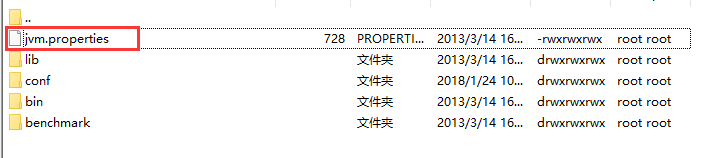 ..
jvm.properties 728 PROPERTI... 2013/3/14 16... -rwxrwxrwx root root
lib 文件夹 2013/3/14 16... drwxrwxrwx root root
conf 文件夹 2018/1/24 10... drwxrwxrwx root root
bin 文件夹 2013/3/14 16... drwxrwxrwx root root
benchmark 文件夹 2013/3/14 16... drwxrwxrwx root root